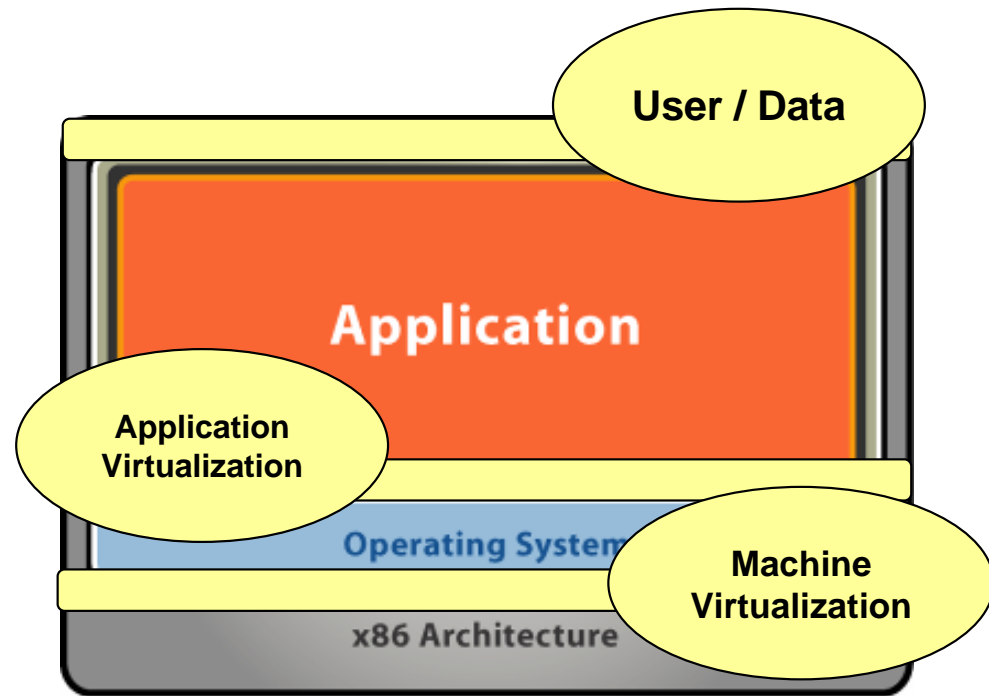 User / Data
Application
Application
Virtualization
Operating System
Machine
Virtualization
x86 Architecture